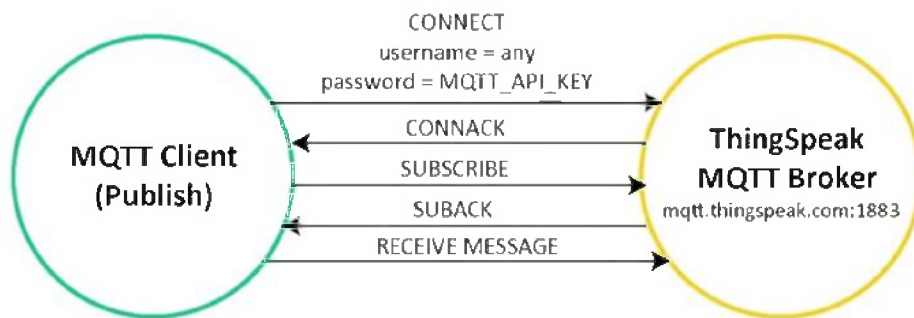 CONNECT
username = any
password = MQTT_API_KEY
CONNACK
SUBSCRIBE
SUBACK
RECEIVE MESSAGE
MQTT Client
(Publish)
ThingSpeak
MQTT Broker
mqtt.thingspeak.com:1883